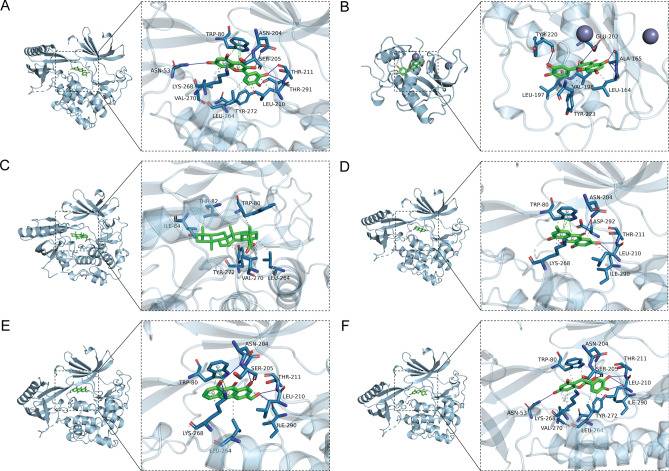 A
TRP-80
ASN-204
SER-205
ASN-53
THR-211
LYS-268
THR-291
VAL-270
LEU-210
TYR-272
LEU-264
B
TYR-220
GLU-202
ALA-165
VAL-198
LEU-197
LEU-164
TYR-223
C
THR-82
TRP-80
ILE-84
TYR-272
VAL-270
LEU-264
D
ASN-204
TRP-80
ASP-292
THR-211
LEU-210
LYS-268
ILE-290
E
ASN-204
SER-205
TRP-80
THR-211
LEU-210
ILE-290
LYS-268
LEU-264
F
ASN-204
TRP-80
SER-205
THR-211
LEU-210
ILE-290
ASN-53
LYS-268
TYR-272
VAL-270
LEU-264